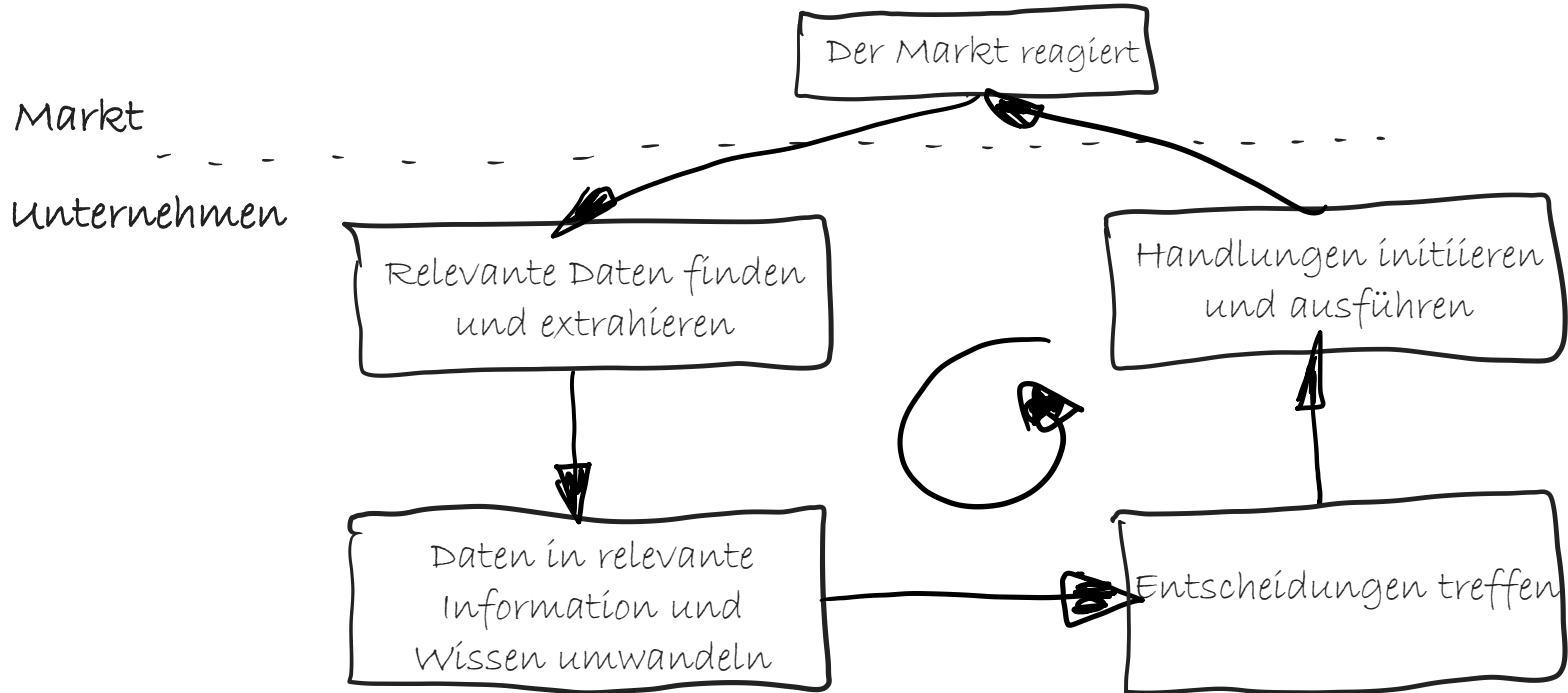 Der Markt reagiert
Markt
Unternehmen
Relevante Daten finden
und extrahieren
Handlungen initiieren
und ausführen
Daten in relevante
Information und
Wissen umwandeln
Entscheidungen treffen